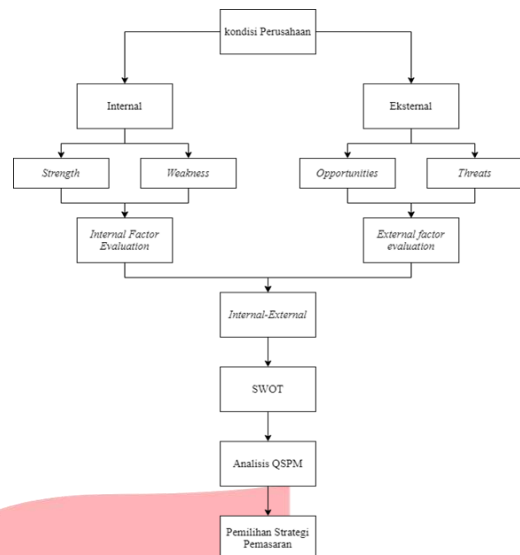 kondisi Perusahaan
Internal
Eksternal
Strength
Weakness
Opportunities
Threats
Internal Factor
Evaluation
External factor
evaluation
Internal-External
SWOT
Analisis QSPM
Pemilihan Strategi
Pemasaran